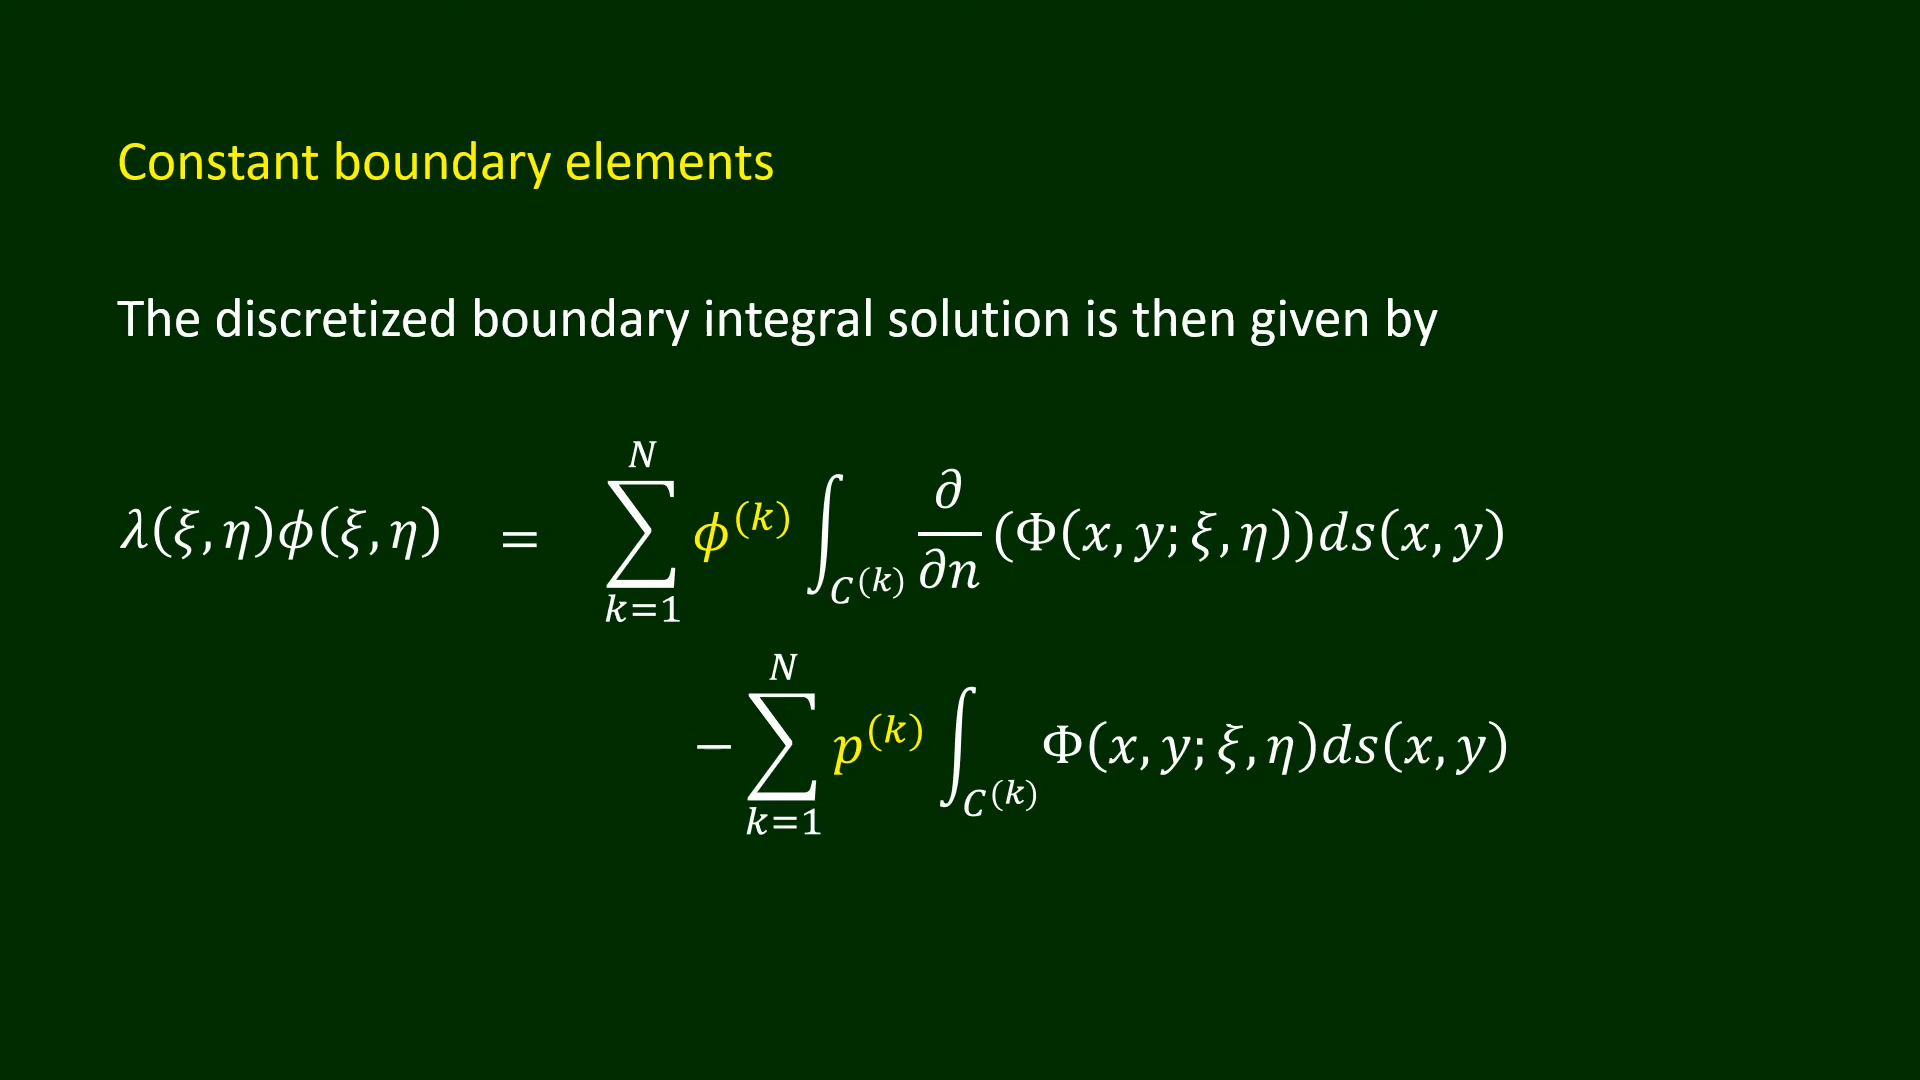 Constant boundary elements
The discretized boundary integral solution is then given by
λ(ξ,η)ϕ(ξ,η) = ∑_{k=1}^{N} ϕ^{(k)} ∫_{C^{(k)}} ∂/∂n (Φ(x,y;ξ,η))ds(x,y)
−∑_{k=1}^{N} p^{(k)} ∫_{C^{(k)}} Φ(x,y;ξ,η)ds(x,y)